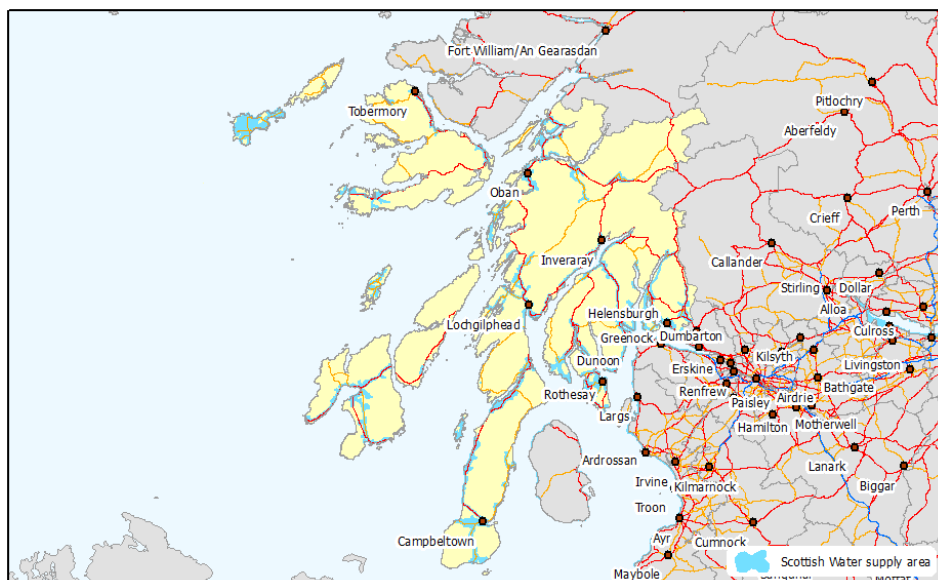 Fort William/An Gearasdan
Pitlochry
Tobermory
Aberfeldy
Oban
Crieff
Perth
Inveraray
Callander
Stirling
Dollar
Alloa
Helensburgh
Lochgilphead
Culross
Greenock
Dumbarton
Kilsyth
Dunoon
Livingston
Erskine
Bathgate
Rothesay
Renfrew
Paisley
Airdrie
Largs
Hamilton
Motherwell
Ardrossan
Lanark
Irvine
Kilmarnock
Biggar
Troon
Campbeltown
Ayr
Cumnock
Scottish Water supply area
Maybole